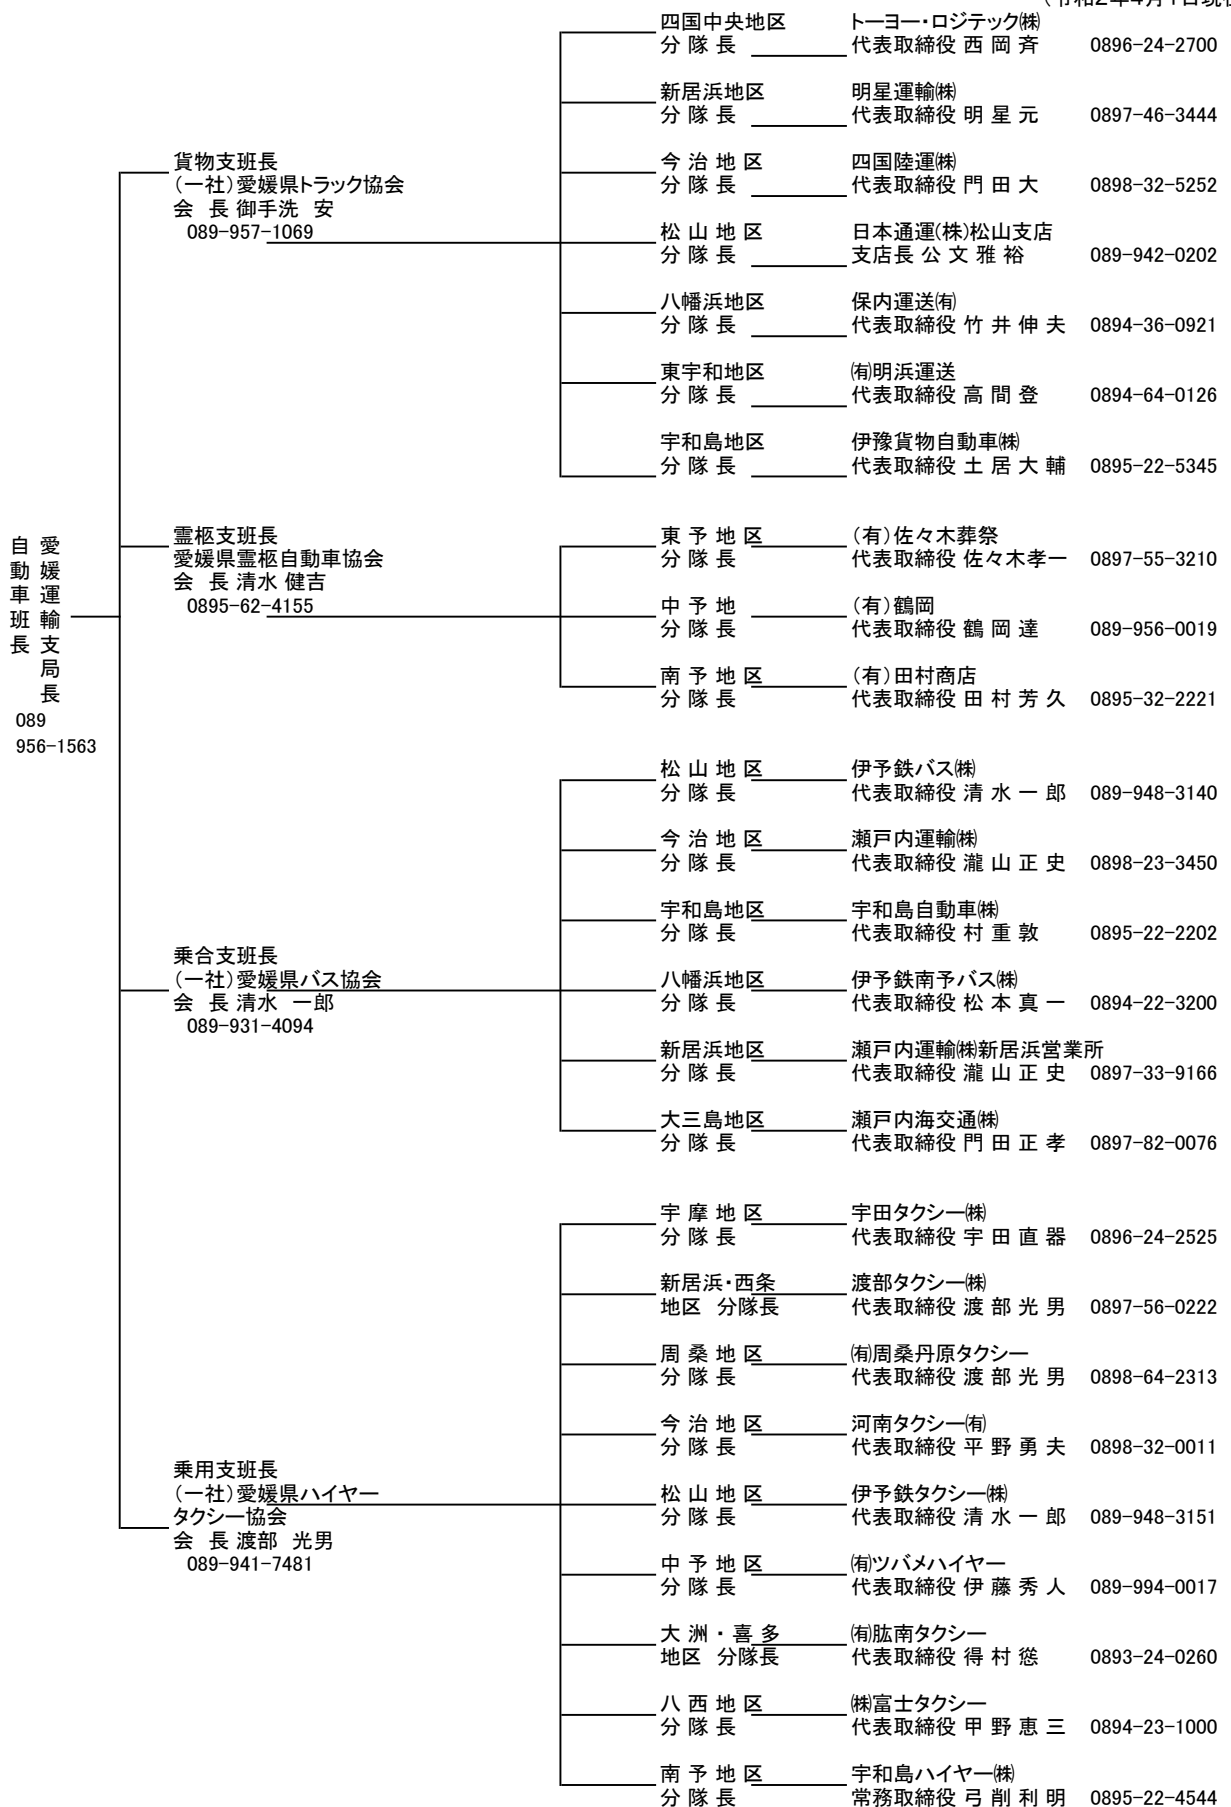 (令和2年4月1日現在
四国中央地区 トーヨー・ロジテック㈱
分 隊 長 代表取締役 西 岡 斉 0896-24-2700
新居浜地区 明星運輸㈱
分 隊 長 代表取締役 明 星 元 0897-46-3444
今 治 地 区 四国陸運㈱
分 隊 長 代表取締役 門 田 大 0898-32-5252
松 山 地 区 日本通運(株)松山支店
分 隊 長 支店長 公 文 雅 裕 089-942-0202
八幡浜地区 保内運送㈲
分 隊 長 代表取締役 竹 井 伸 夫 0894-36-0921
東宇和地区 ㈲明浜運送
分 隊 長 代表取締役 高 間 登 0894-64-0126
宇和島地区 伊豫貨物自動車㈱
分 隊 長 代表取締役 土 居 大 輔 0895-22-5345
貨物支班長
(一社)愛媛県トラック協会
会 長 御手洗 安
089-957-1069
愛媛運輸支局長
自動車班長
089
956-1563
霊柩支班長
愛媛県霊柩自動車協会
会 長 清水 健吉
0895-62-4155
東 予 地 区 (有)佐々木葬祭
分 隊 長 代表取締役 佐々木孝一 0897-55-3210
中 予 地 (有)鶴岡
分 隊 長 代表取締役 鶴 岡 達 089-956-0019
南 予 地 区 (有)田村商店
分 隊 長 代表取締役 田 村 芳 久 0895-32-2221
乗合支班長
(一社)愛媛県バス協会
会 長 清水 一郎
089-931-4094
松 山 地 区 伊予鉄バス㈱
分 隊 長 代表取締役 清 水 一 郎 089-948-3140
今 治 地 区 瀬戸内運輸㈱
分 隊 長 代表取締役 瀧 山 正 史 0898-23-3450
宇和島地区 宇和島自動車㈱
分 隊 長 代表取締役 村 重 敦 0895-22-2202
八幡浜地区 伊予鉄南予バス㈱
分 隊 長 代表取締役 松 本 真 一 0894-22-3200
新居浜地区 瀬戸内運輸㈱新居浜営業所
分 隊 長 代表取締役 瀧 山 正 史 0897-33-9166
大三島地区 瀬戸内海交通㈱
分 隊 長 代表取締役 門 田 正 孝 0897-82-0076
乗用支班長
(一社)愛媛県ハイヤー
タクシー協会
会 長 渡部 光男
089-941-7481
宇 摩 地 区 宇田タクシー㈱
分 隊 長 代表取締役 宇 田 直 器 0896-24-2525
新居浜・西条 渡部タクシー㈱
地区 分隊長 代表取締役 渡 部 光 男 0897-56-0222
周 桑 地 区 ㈲周桑丹原タクシー
分 隊 長 代表取締役 渡 部 光 男 0898-64-2313
今 治 地 区 河南タクシー㈲
分 隊 長 代表取締役 平 野 勇 夫 0898-32-0011
松 山 地 区 伊予鉄タクシー㈱
分 隊 長 代表取締役 清 水 一 郎 089-948-3151
中 予 地 区 ㈲ツバメハイヤー
分 隊 長 代表取締役 伊 藤 秀 人 089-994-0017
大 洲 ・ 喜 多 ㈲肱南タクシー
地区 分隊長 代表取締役 得 村 慫 0893-24-0260
八 西 地 区 ㈱富士タクシー
分 隊 長 代表取締役 甲 野 恵 三 0894-23-1000
南 予 地 区 宇和島ハイヤー㈱
分 隊 長 常務取締役 弓 削 利 明 0895-22-4544